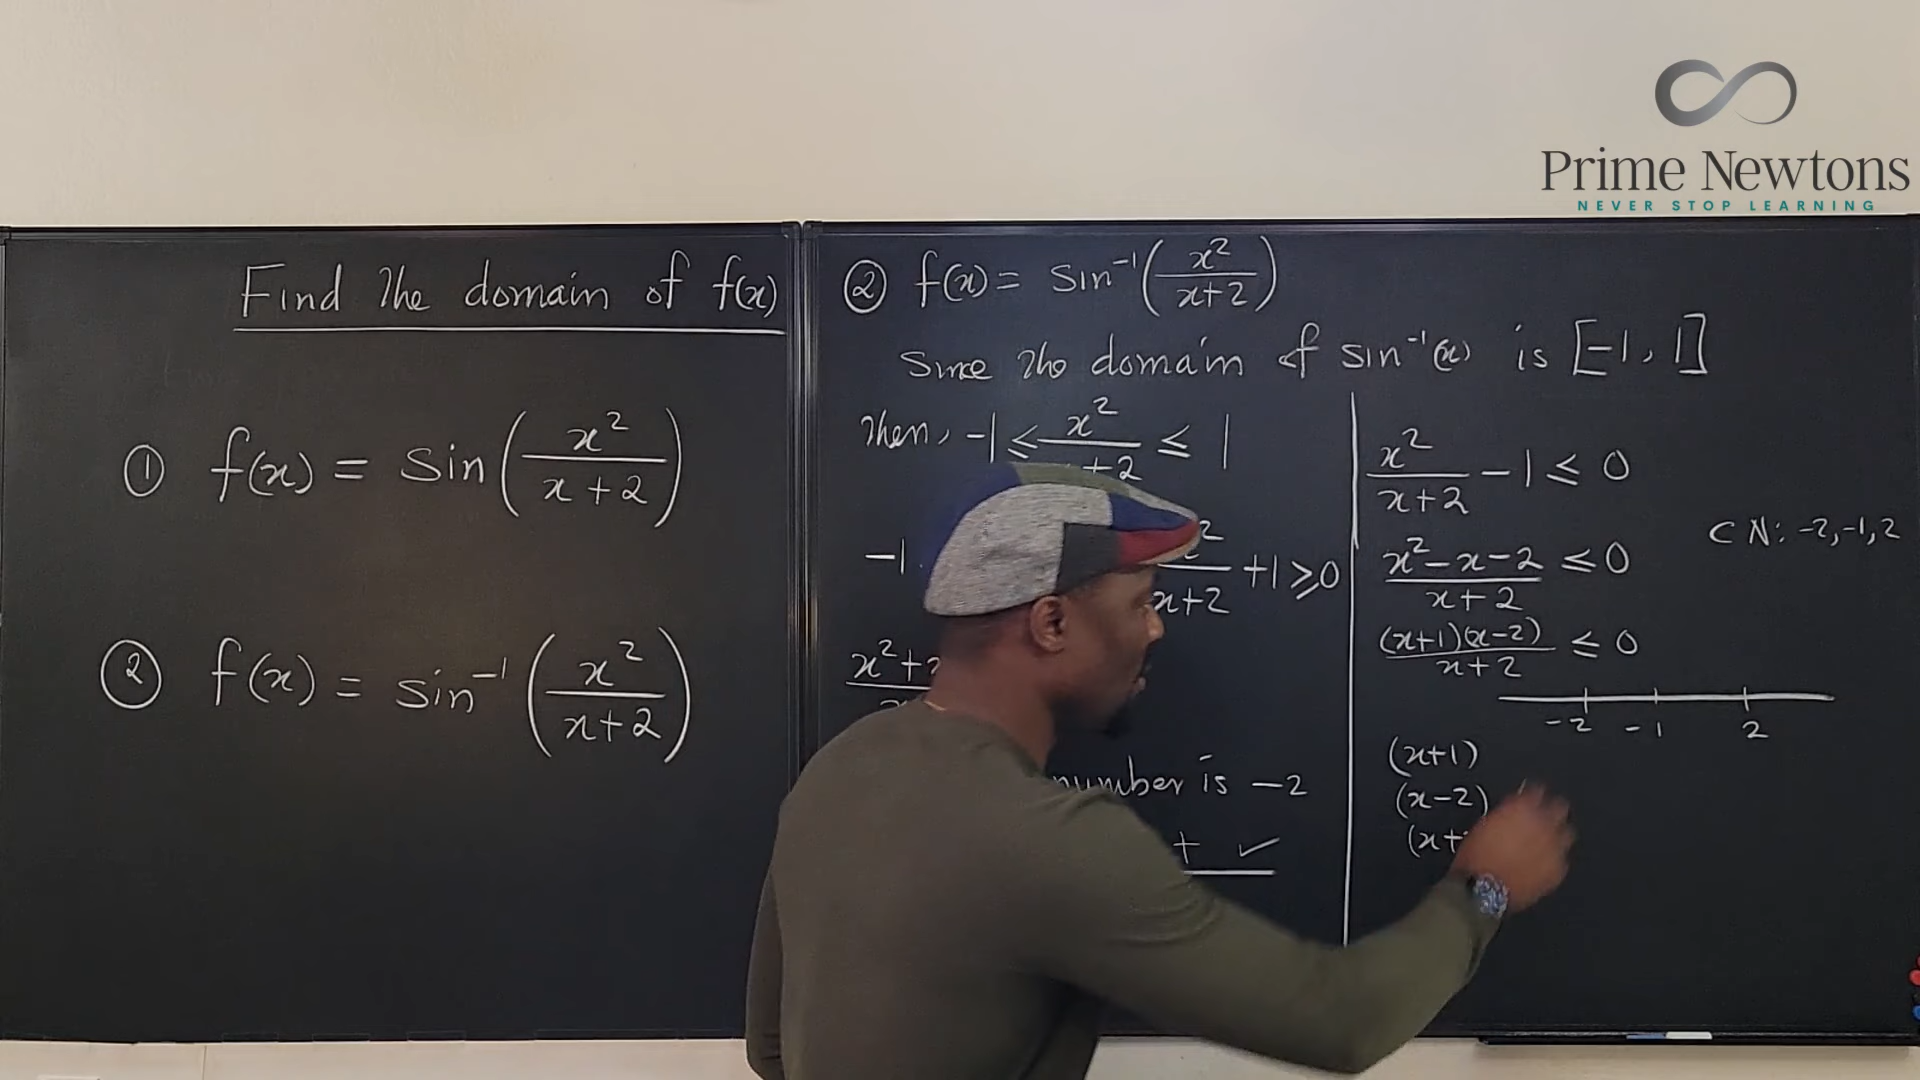 Prime Newtons
NEVER STOP LEARNING
Find the domain of f(x)
① f(x) = sin(x²/(x+2))
② f(x) = sin⁻¹(x²/(x+2))
② f(x) = sin⁻¹(x²/(x+2))
Since the domain of sin⁻¹(x) is [-1, 1]
Then, -1 ≤ x²/(x+2) ≤ 1
-1
x+2 +1 ≥ 0
x²+
number is -2
+ ✓
x²/(x+2) - 1 ≤ 0
(x²-x-2)/(x+2) ≤ 0
CN: -2, -1, 2
(x+1)(x-2)/(x+2) ≤ 0
-2 -1 2
(x+1)
(x-2)
(x+